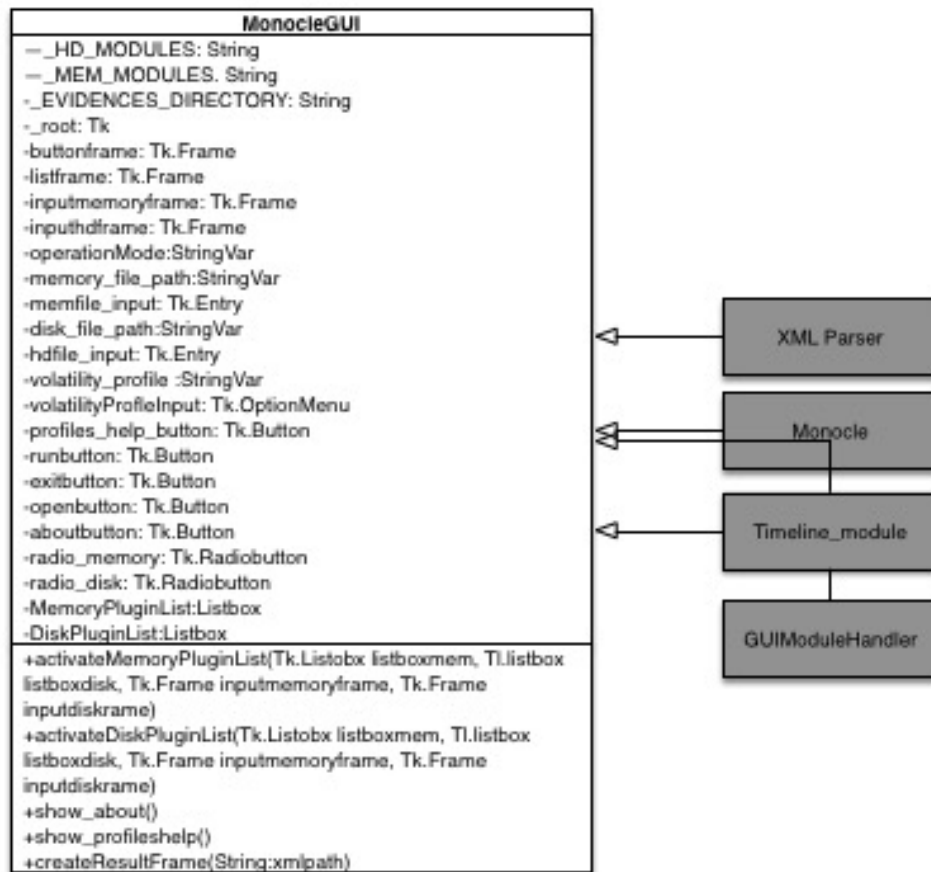 MonocleGUI
—_HD_MODULES: String
—_MEM_MODULES. String
-_EVIDENCES_DIRECTORY: String
-_root: Tk
-buttonframe: Tk.Frame
-listframe: Tk.Frame
-inputmemoryframe: Tk.Frame
-inputhdframe: Tk.Frame
-operationMode:StringVar
-memory_file_path:StringVar
-memfile_input: Tk.Entry
-disk_file_path:StringVar
-hdfile_input: Tk.Entry
-volatility_profile :StringVar
-volatilityProfleInput: Tk.OptionMenu
-profiles_help_button: Tk.Button
-runbutton: Tk.Button
-exitbutton: Tk.Button
-openbutton: Tk.Button
-aboutbutton: Tk.Button
-radio_memory: Tk.Radiobutton
-radio_disk: Tk.Radiobutton
-MemoryPluginList:Listbox
-DiskPluginList:Listbox
+activateMemoryPluginList(Tk.Listobx listboxmem, Tl.listbox
listboxdisk, Tk.Frame inputmemoryframe, Tk.Frame
inputdiskrame)
+activateDiskPluginList(Tk.Listobx listboxmem, Tl.listbox
listboxdisk, Tk.Frame inputmemoryframe, Tk.Frame
inputdiskrame)
+show_about()
+show_profileshelp()
+createResultFrame(String:xmlpath)
XML Parser
Monocle
Timeline_module
GUIModuleHandler